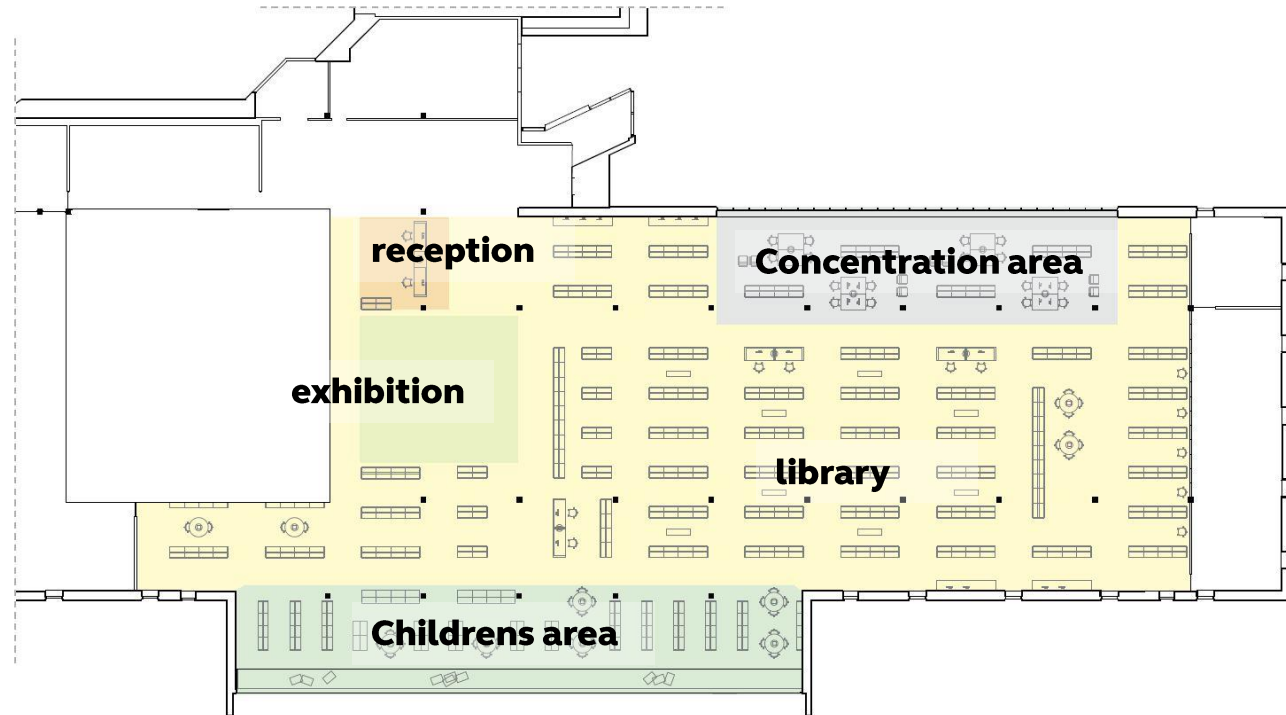 reception
Concentration area
exhibition
library
Childrens area